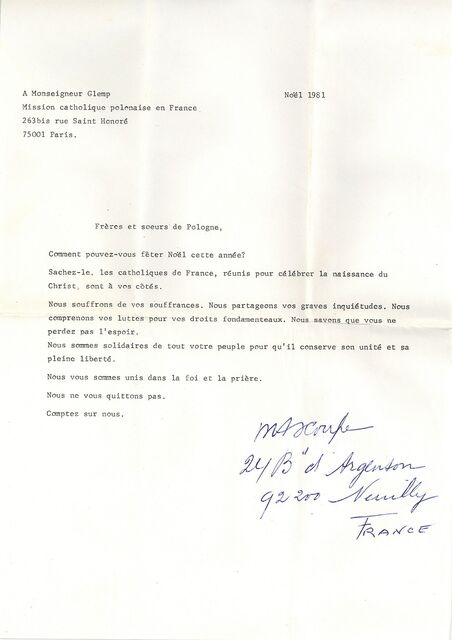 A Monseigneur Glemp
Noël 1981
Mission catholique polonaise en France
263bis rue Saint Honoré
75001 Paris.
Frères et soeurs de Pologne,
Comment pouvez-vous fêter Noël cette année?
Sachez-le, les catholiques de France, réunis pour célébrer la naissance du
Christ, sont à vos côtés.
Nous souffrons de vos souffrances. Nous partageons vos graves inquiétudes. Nous
comprenons vos luttes pour vos droits fondamenteaux. Nous savons que vous ne
perdez pas l'espoir.
Nous sommes solidaires de tout votre peuple pour qu'il conserve son unité et sa
pleine liberté.
Nous vous sommes unis dans la foi et la prière.
Nous ne vous quittons pas.
Comptez sur nous.
24 Bd d'Argenson
92200 Neuilly
FRANCE